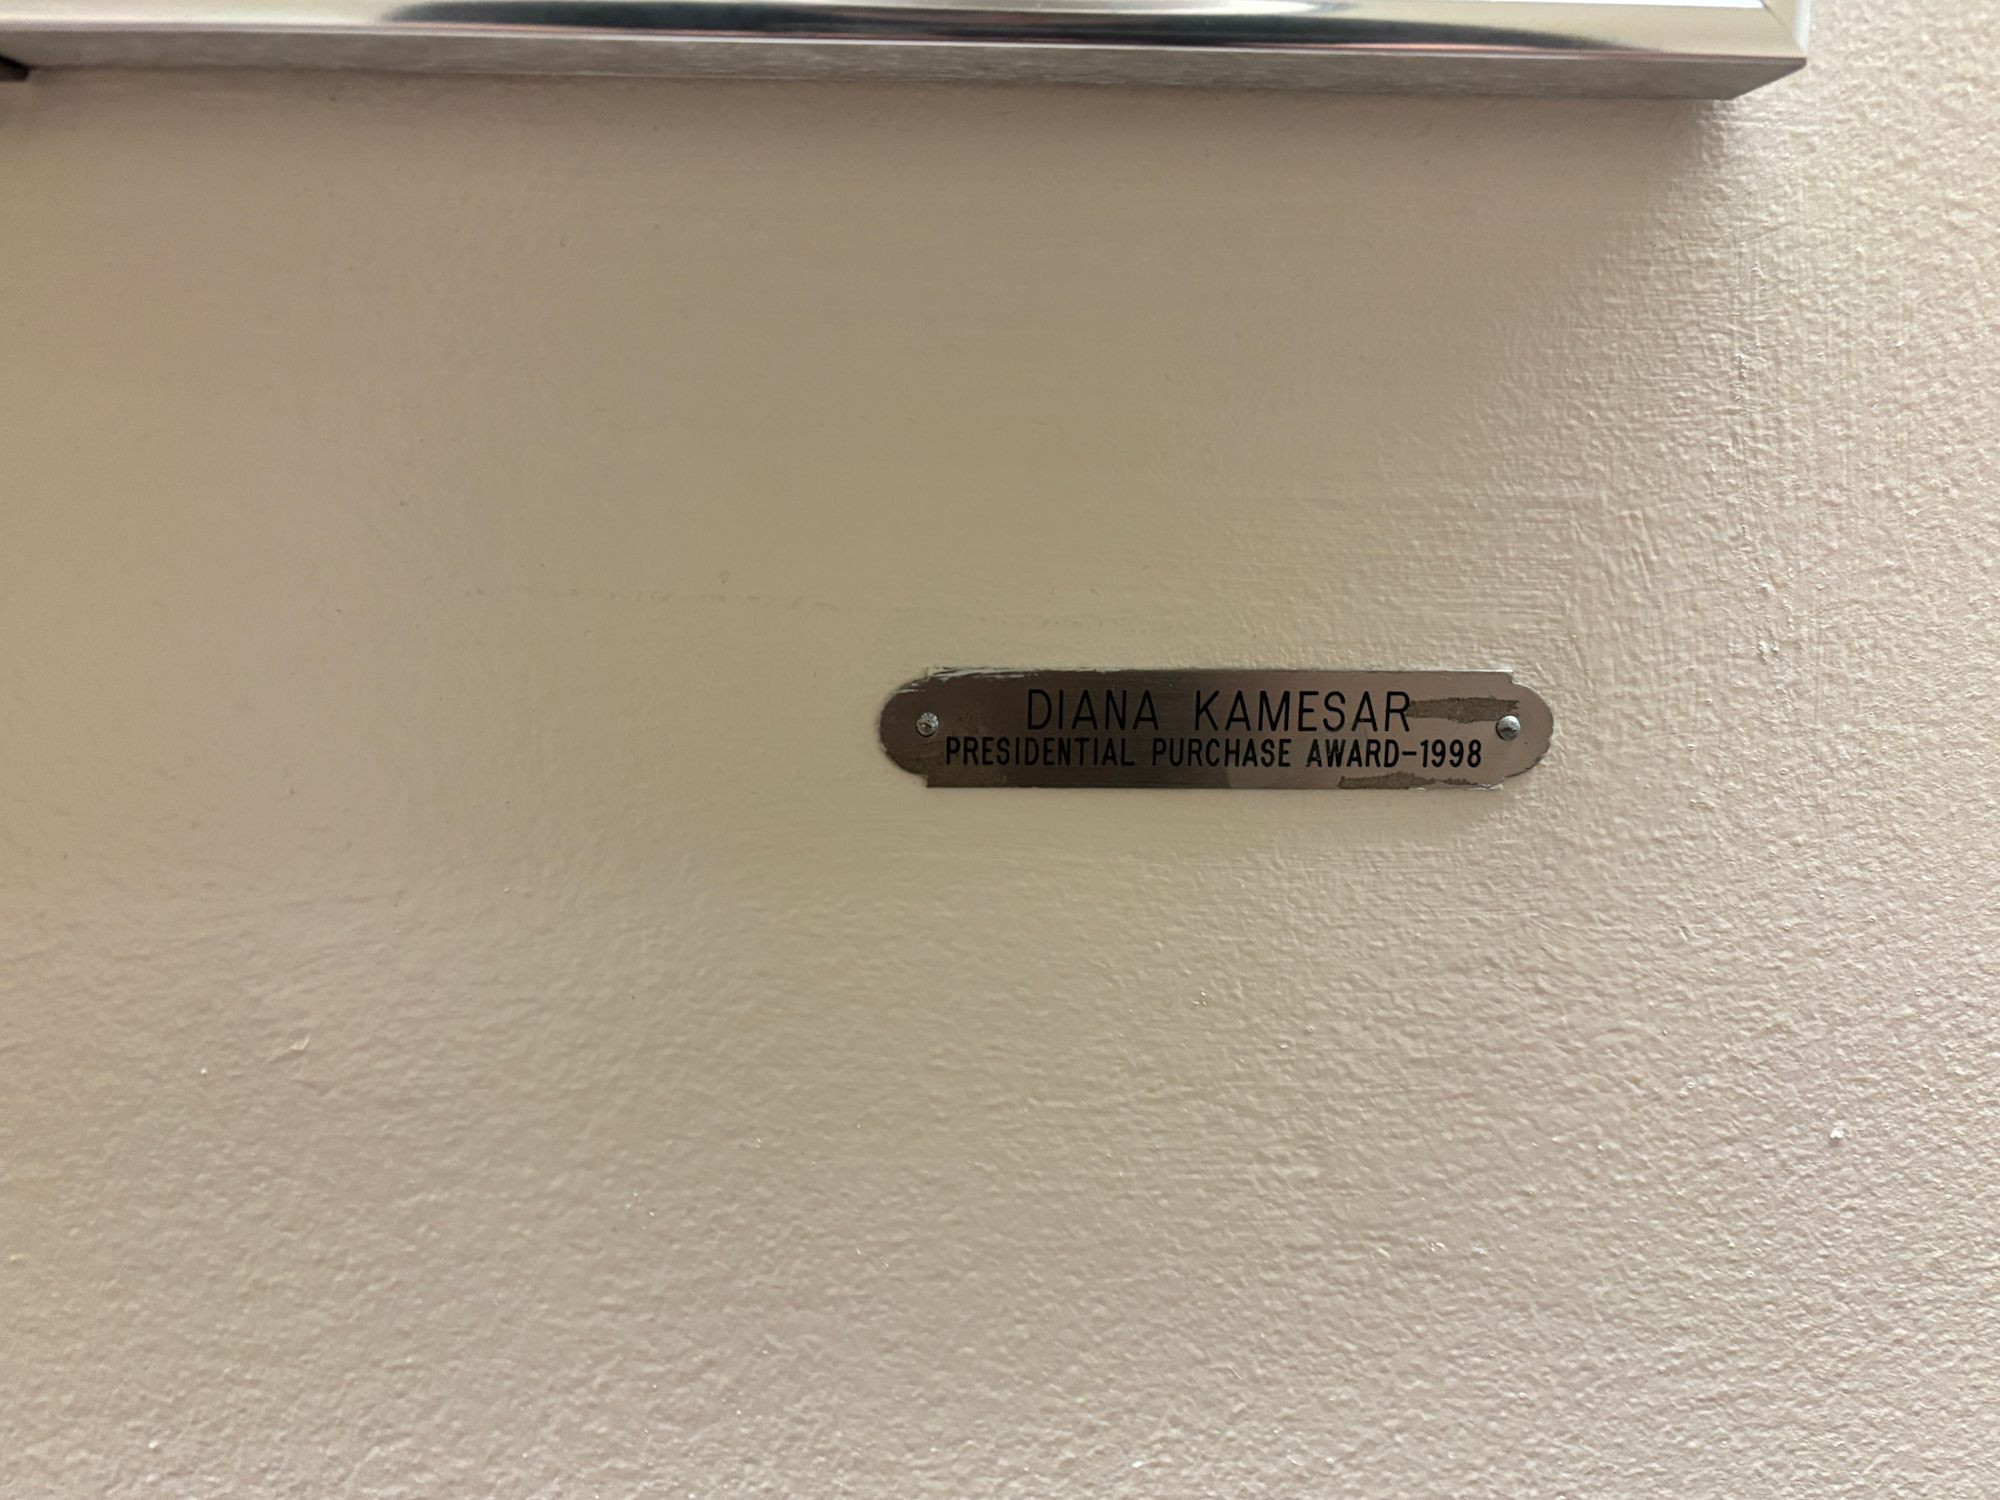 DIANA KAMESAR
PRESIDENTIAL PURCHASE AWARD-1998